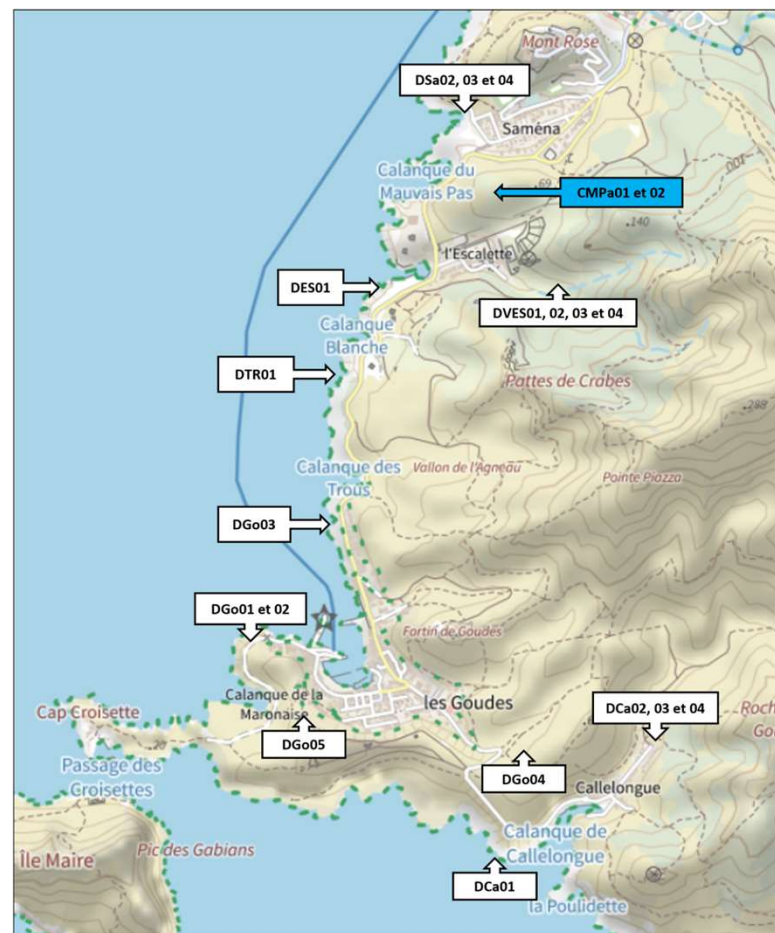 Mont Rose
DSa02, 03 et 04
Saména
100
Calanque du
Mauvais Pas
69
CMPa01 et 02
140
l'Escalette
DES01
DVES01, 02, 03 et 04
Calanque
Blanche
DTR01
Pattes de Crabes
288
Calanque des
Trous
Vallon de l'Agneau
Pointe Piazza
DGo03
DGo01 et 02
Fortin de Goudes
Calanque de la
Maronaise
les Goudes
DCa02, 03 et 04
Cap Croisette
20
DGo05
Passage des
Croisettes
DGo04
Callelongue
Île Maire
Pic des Gabians
Calanque de
Callelongue
DCa01
la Poulidette